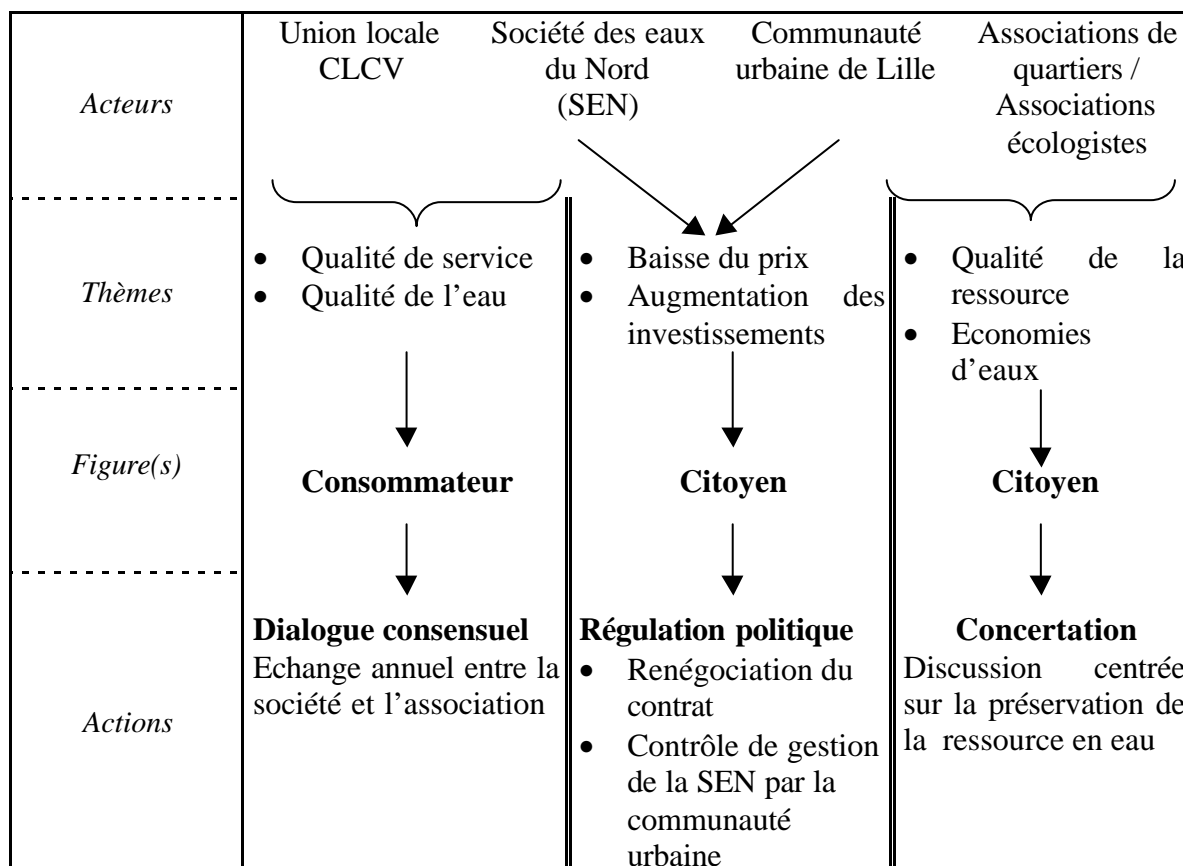 Acteurs
Union locale
CLCV
Société des eaux
du Nord
(SEN)
Communauté
urbaine de Lille
Associations de
quartiers /
Associations
écologistes
Thèmes
• Qualité de service
• Qualité de l’eau
• Baisse du prix
• Augmentation des
investissements
• Qualité de la
ressource
• Economies
d’eaux
Figure(s)
Consommateur
Citoyen
Citoyen
Actions
Dialogue consensuel
Echange annuel entre la
société et l’association
Régulation politique
• Renégociation du
contrat
• Contrôle de gestion
de la SEN par la
communauté
urbaine
Concertation
Discussion centrée
sur la préservation de
la ressource en eau